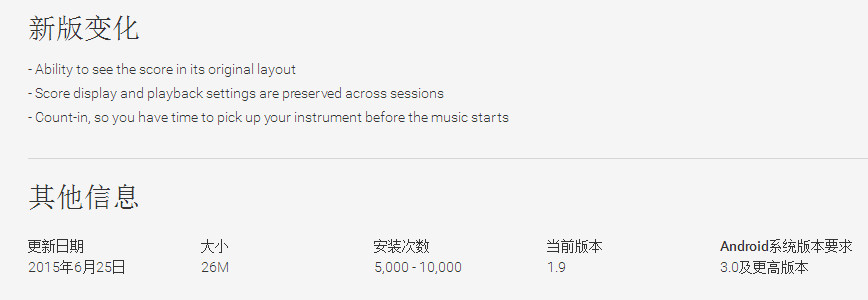 新版变化
- Ability to see the score in its original layout
- Score display and playback settings are preserved across sessions
- Count-in, so you have time to pick up your instrument before the music starts
其他信息
更新日期 大小 安装次数 当前版本 Android系统版本要求
2015年6月25日 26M 5,000 - 10,000 1.9 3.0及更高版本